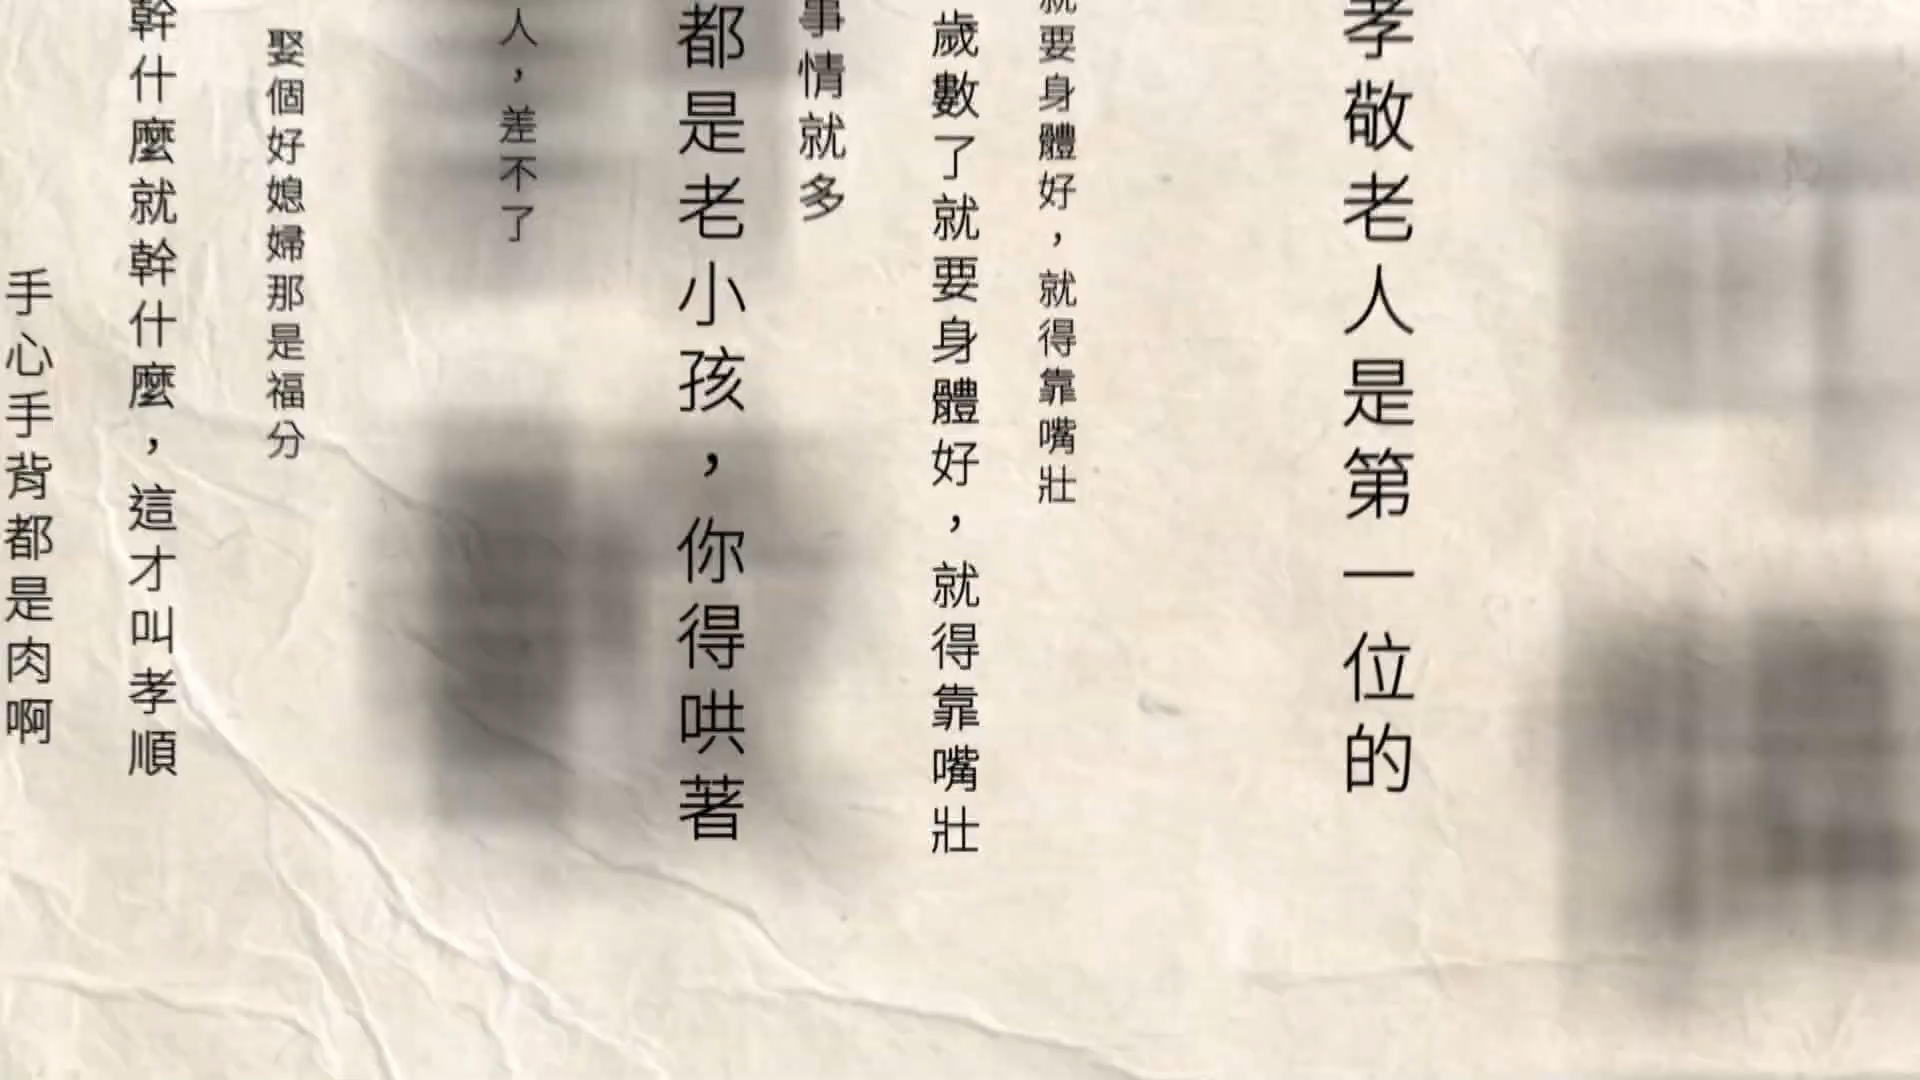 孝敬老人是第一位的
就要身體好，就得靠嘴壯
歲數了就要身體好，就得靠嘴壯
事情就多
都是老小孩，你得哄著
人，差不了
娶個好媳婦那是福分
幹什麼就幹什麼，這才叫孝順
手心手背都是肉啊